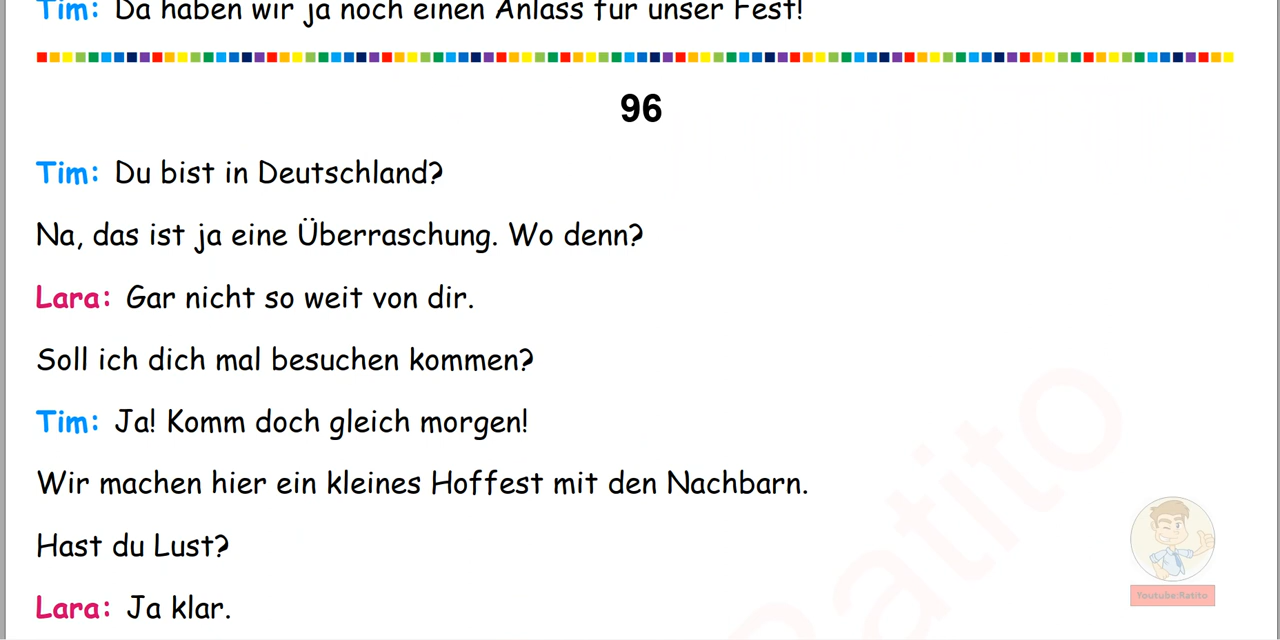 Tim: Da haben wir ja noch einen Anlass für unser Fest!
96
Tim: Du bist in Deutschland?
Na, das ist ja eine Überraschung. Wo denn?
Lara: Gar nicht so weit von dir.
Soll ich dich mal besuchen kommen?
Tim: Ja! Komm doch gleich morgen!
Wir machen hier ein kleines Hoffest mit den Nachbarn.
Hast du Lust?
Lara: Ja klar.
Ratito
Youtube:Ratito